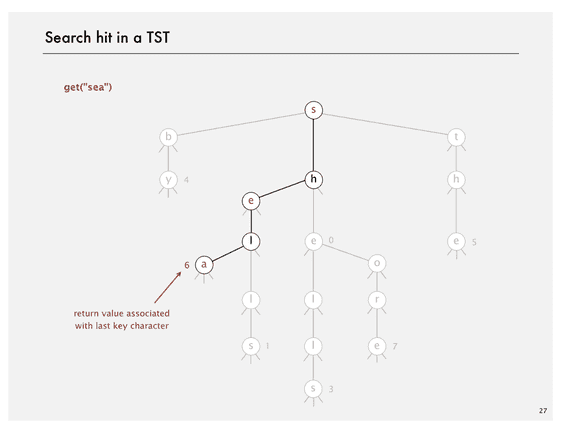 Search hit in a TST
get("sea")
s
b
t
y 4
h
h
e
l
e 0
e 5
6 a
o
l
l
r
return value associated
with last key character
s 1
l
e 7
s 3
27